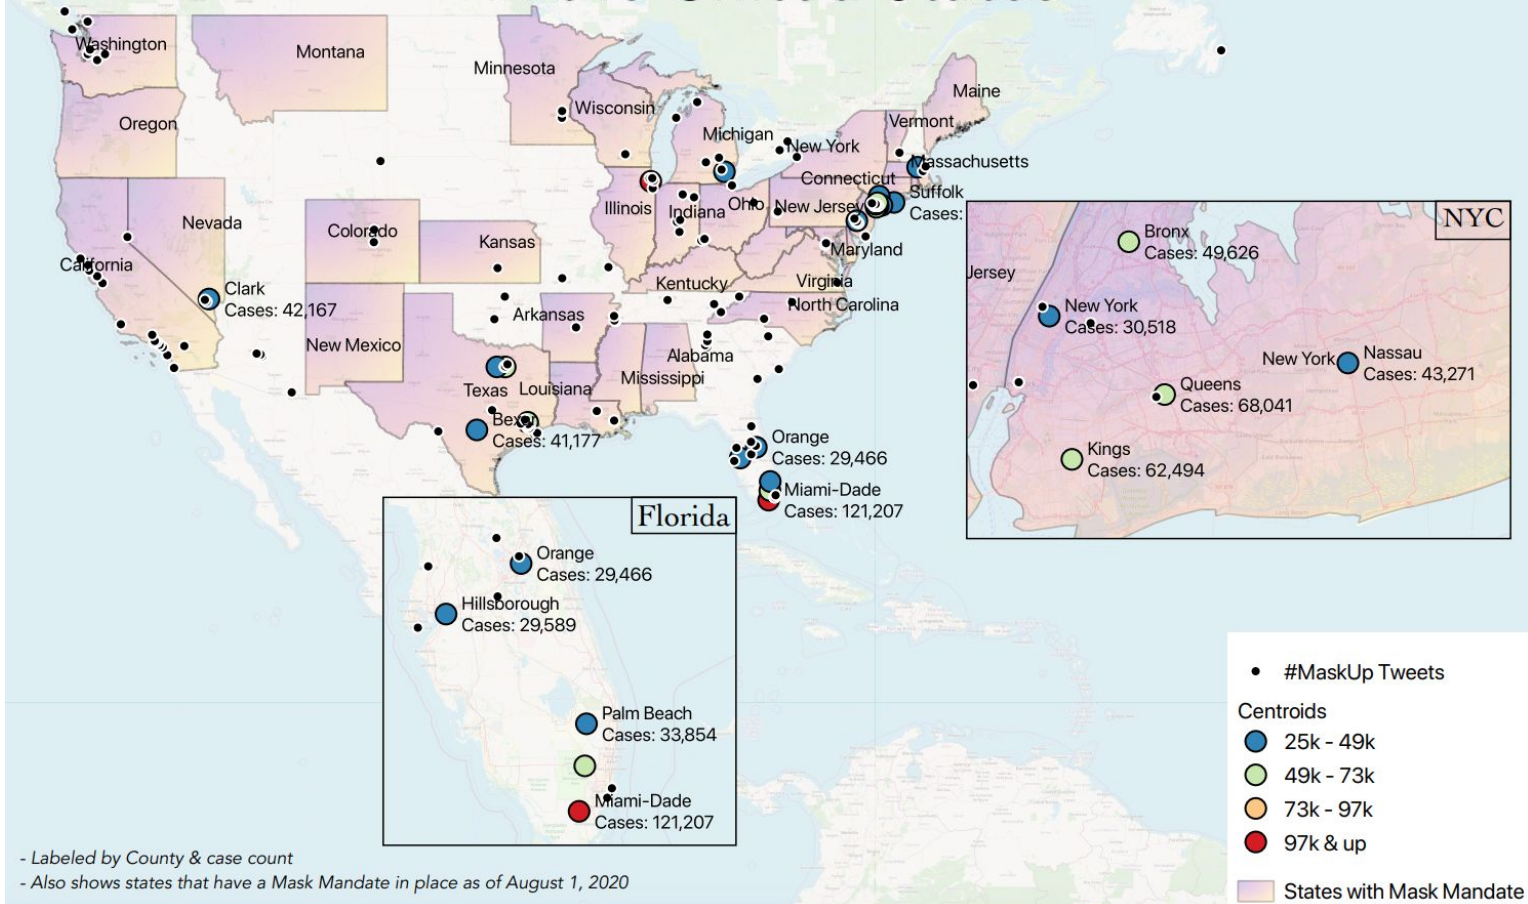 Washington
Montana
Minnesota
Maine
Wisconsin
Oregon
Vermont
Michigan
New York
Massachusetts
Connecticut
Suffolk
Cases:
Illinois
Indiana
Ohio
New Jersey
Nevada
Colorado
Kansas
Maryland
California
Kentucky
Virginia
Clark
Cases: 42,167
North Carolina
Arkansas
New Mexico
Alabama
Mississippi
Texas
Louisiana
Bexar
Cases: 41,177
Orange
Cases: 29,466
Miami-Dade
Cases: 121,207
NYC
Bronx
Cases: 49,626
Jersey
New York
Cases: 30,518
New York
Nassau
Cases: 43,271
Queens
Cases: 68,041
Kings
Cases: 62,494
Florida
Orange
Cases: 29,466
Hillsborough
Cases: 29,589
Palm Beach
Cases: 33,854
Miami-Dade
Cases: 121,207
#MaskUp Tweets
Centroids
25k - 49k
49k - 73k
73k - 97k
97k & up
States with Mask Mandate
- Labeled by County & case count
- Also shows states that have a Mask Mandate in place as of August 1, 2020